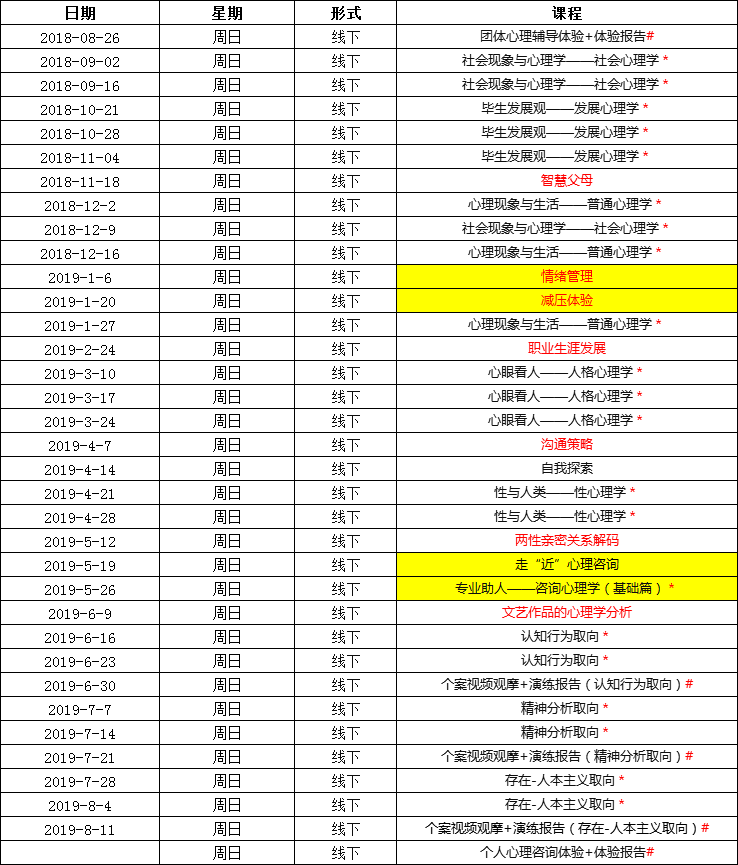 日期 星期 形式 课程
2018-08-26 周日 线下 团体心理辅导体验+体验报告#
2018-09-02 周日 线下 社会现象与心理学——社会心理学 *
2018-09-16 周日 线下 社会现象与心理学——社会心理学 *
2018-10-21 周日 线下 毕生发展观——发展心理学 *
2018-10-28 周日 线下 毕生发展观——发展心理学 *
2018-11-04 周日 线下 毕生发展观——发展心理学 *
2018-11-18 周日 线下 智慧父母
2018-12-2 周日 线下 心理现象与生活——普通心理学 *
2018-12-9 周日 线下 社会现象与心理学——社会心理学 *
2018-12-16 周日 线下 心理现象与生活——普通心理学 *
2019-1-6 周日 线下 情绪管理
2019-1-20 周日 线下 减压体验
2019-1-27 周日 线下 心理现象与生活——普通心理学 *
2019-2-24 周日 线下 职业生涯发展
2019-3-10 周日 线下 心眼看人——人格心理学 *
2019-3-17 周日 线下 心眼看人——人格心理学 *
2019-3-24 周日 线下 心眼看人——人格心理学 *
2019-4-7 周日 线下 沟通策略
2019-4-14 周日 线下 自我探索
2019-4-21 周日 线下 性与人类——性心理学 *
2019-4-28 周日 线下 性与人类——性心理学 *
2019-5-12 周日 线下 两性亲密关系解码
2019-5-19 周日 线下 走“近”心理咨询
2019-5-26 周日 线下 专业助人——咨询心理学（基础篇） *
2019-6-9 周日 线下 文艺作品的心理学分析
2019-6-16 周日 线下 认知行为取向 *
2019-6-23 周日 线下 认知行为取向 *
2019-6-30 周日 线下 个案视频观摩+演练报告（认知行为取向）#
2019-7-7 周日 线下 精神分析取向 *
2019-7-14 周日 线下 精神分析取向 *
2019-7-21 周日 线下 个案视频观摩+演练报告（精神分析取向）#
2019-7-28 周日 线下 存在-人本主义取向 *
2019-8-4 周日 线下 存在-人本主义取向 *
2019-8-11 周日 线下 个案视频观摩+演练报告（存在-人本主义取向）#
周日 线下 个人心理咨询体验+体验报告#